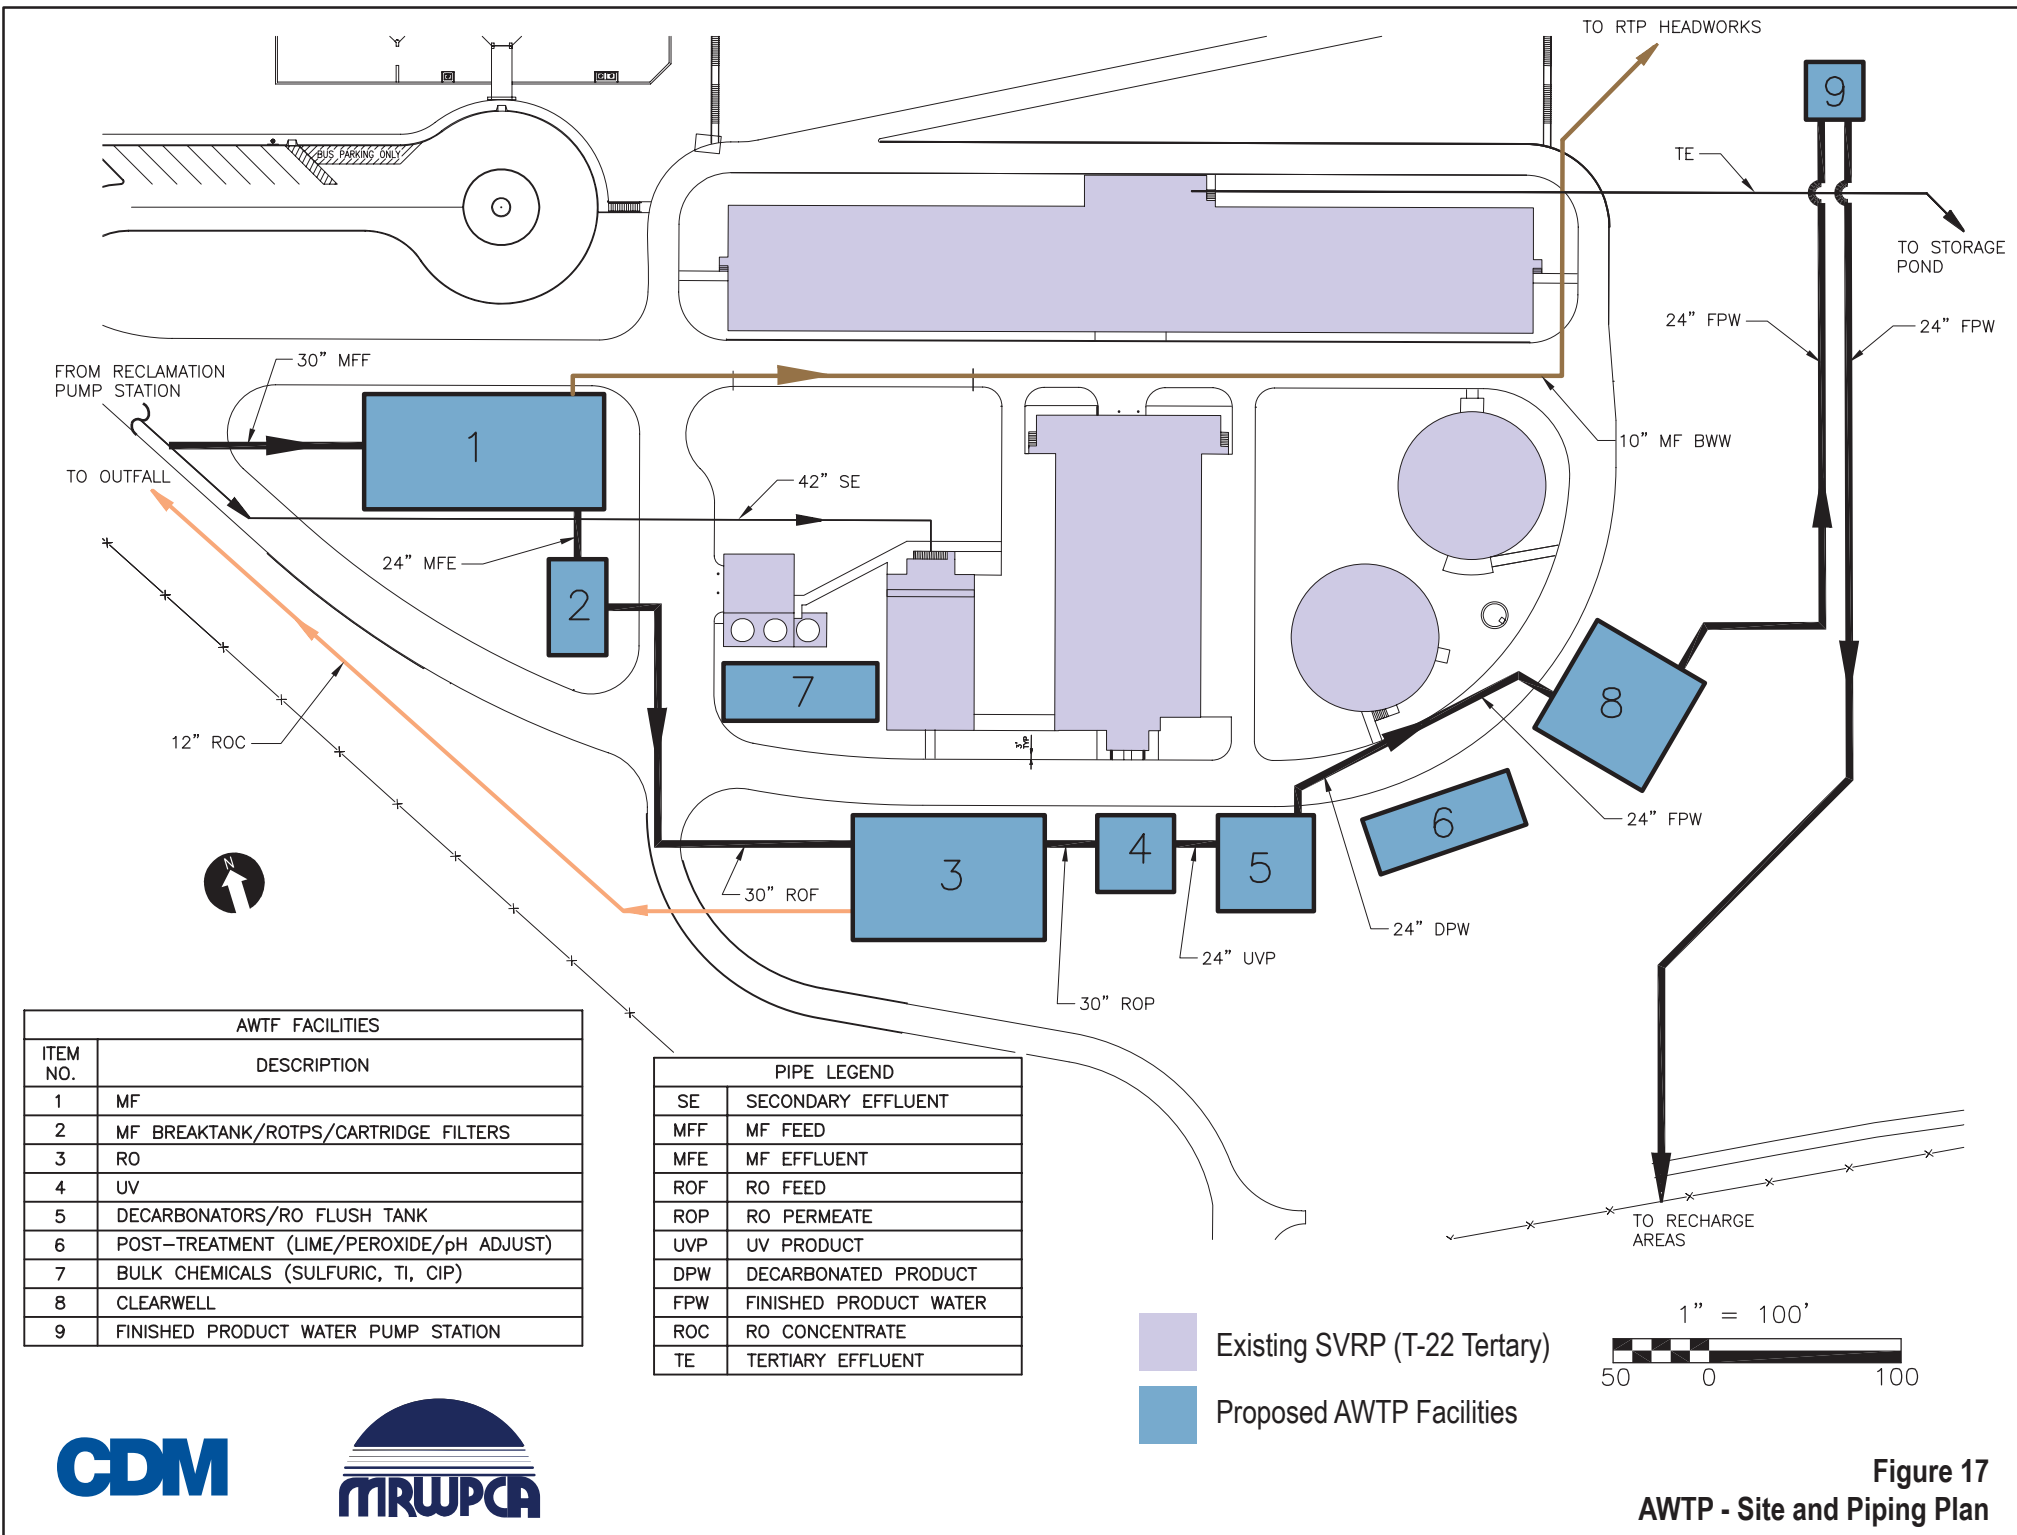 TO RTP HEADWORKS
9
BUS PARKING ONLY
TE
TO STORAGE
POND
24” FPW
24” FPW
30” MFF
FROM RECLAMATION
PUMP STATION
1
10” MF BWW
TO OUTFALL
42” SE
24” MFE
2
7
8
12” ROC
3'
TYP
6
24” FPW
N
3
4
5
30” ROF
24” DPW
24” UVP
30” ROP
AWTF FACILITIES
ITEM
NO.
DESCRIPTION
1 MF
2 MF BREAKTANK/ROTPS/CARTRIDGE FILTERS
3 RO
4 UV
5 DECARBONATORS/RO FLUSH TANK
6 POST-TREATMENT (LIME/PEROXIDE/pH ADJUST)
7 BULK CHEMICALS (SULFURIC, TI, CIP)
8 CLEARWELL
9 FINISHED PRODUCT WATER PUMP STATION
PIPE LEGEND
SE SECONDARY EFFLUENT
MFF MF FEED
MFE MF EFFLUENT
ROF RO FEED
ROP RO PERMEATE
UVP UV PRODUCT
DPW DECARBONATED PRODUCT
FPW FINISHED PRODUCT WATER
ROC RO CONCENTRATE
TE TERTIARY EFFLUENT
TO RECHARGE
AREAS
1” = 100'
50 0 100
Existing SVRP (T-22 Tertary)
Proposed AWTP Facilities
CDM
MRWPCA
Figure 17
AWTP - Site and Piping Plan